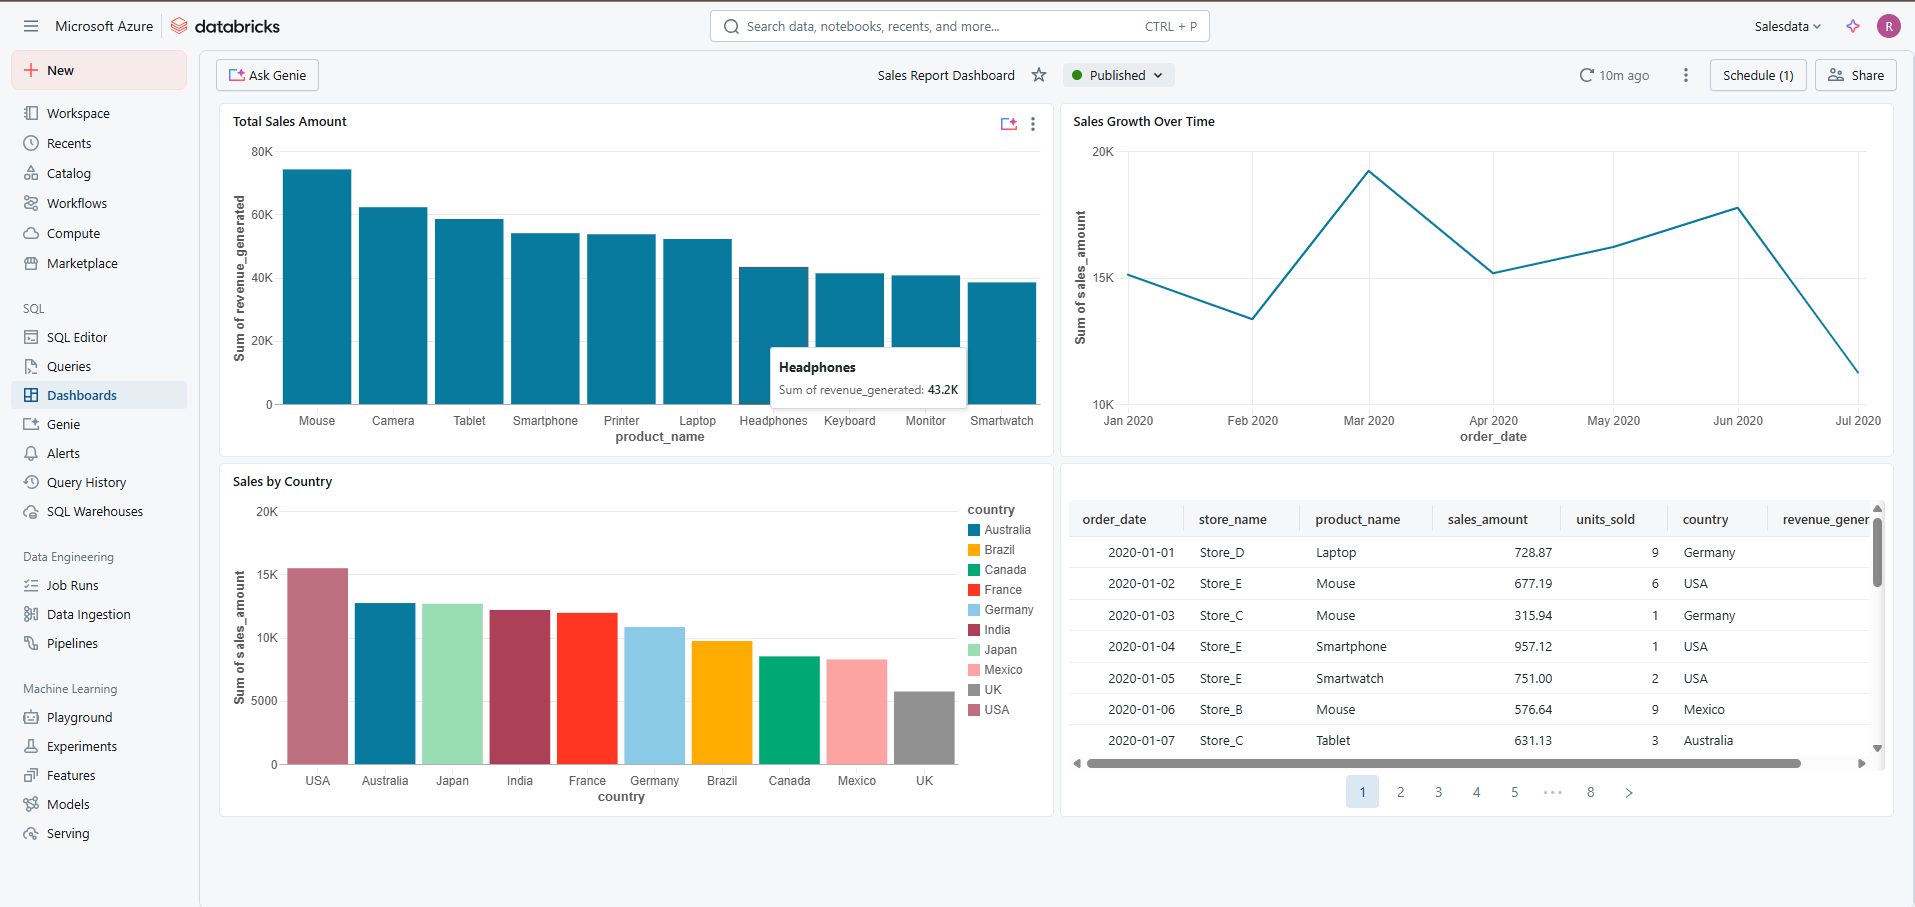 Microsoft Azure databricks
Search data, notebooks, recents, and more... CTRL + P
Salesdata
R
New
Workspace
Recents
Catalog
Workflows
Compute
Marketplace
SQL
SQL Editor
Queries
Dashboards
Genie
Alerts
Query History
SQL Warehouses
Data Engineering
Job Runs
Data Ingestion
Pipelines
Machine Learning
Playground
Experiments
Features
Models
Serving
Ask Genie
Sales Report Dashboard
Published
10m ago
Schedule (1)
Share
Total Sales Amount
Sum of revenue_generated
80K
60K
40K
20K
0
Headphones
Sum of revenue_generated: 43.2K
Mouse Camera Tablet Smartphone Printer Laptop Headphones Keyboard Monitor Smartwatch
product_name
Sales Growth Over Time
Sum of sales_amount
20K
15K
10K
Jan 2020 Feb 2020 Mar 2020 Apr 2020 May 2020 Jun 2020 Jul 2020
order_date
Sales by Country
Sum of sales_amount
20K
15K
10K
5000
0
USA Australia Japan India France Germany Brazil Canada Mexico UK
country
country
Australia
Brazil
Canada
France
Germany
India
Japan
Mexico
UK
USA
order_date store_name product_name sales_amount units_sold country revenue_gener
2020-01-01 Store_D Laptop 728.87 9 Germany
2020-01-02 Store_E Mouse 677.19 6 USA
2020-01-03 Store_C Mouse 315.94 1 Germany
2020-01-04 Store_E Smartphone 957.12 1 USA
2020-01-05 Store_E Smartwatch 751.00 2 USA
2020-01-06 Store_B Mouse 576.64 9 Mexico
2020-01-07 Store_C Tablet 631.13 3 Australia
1 2 3 4 5 ••• 8 >